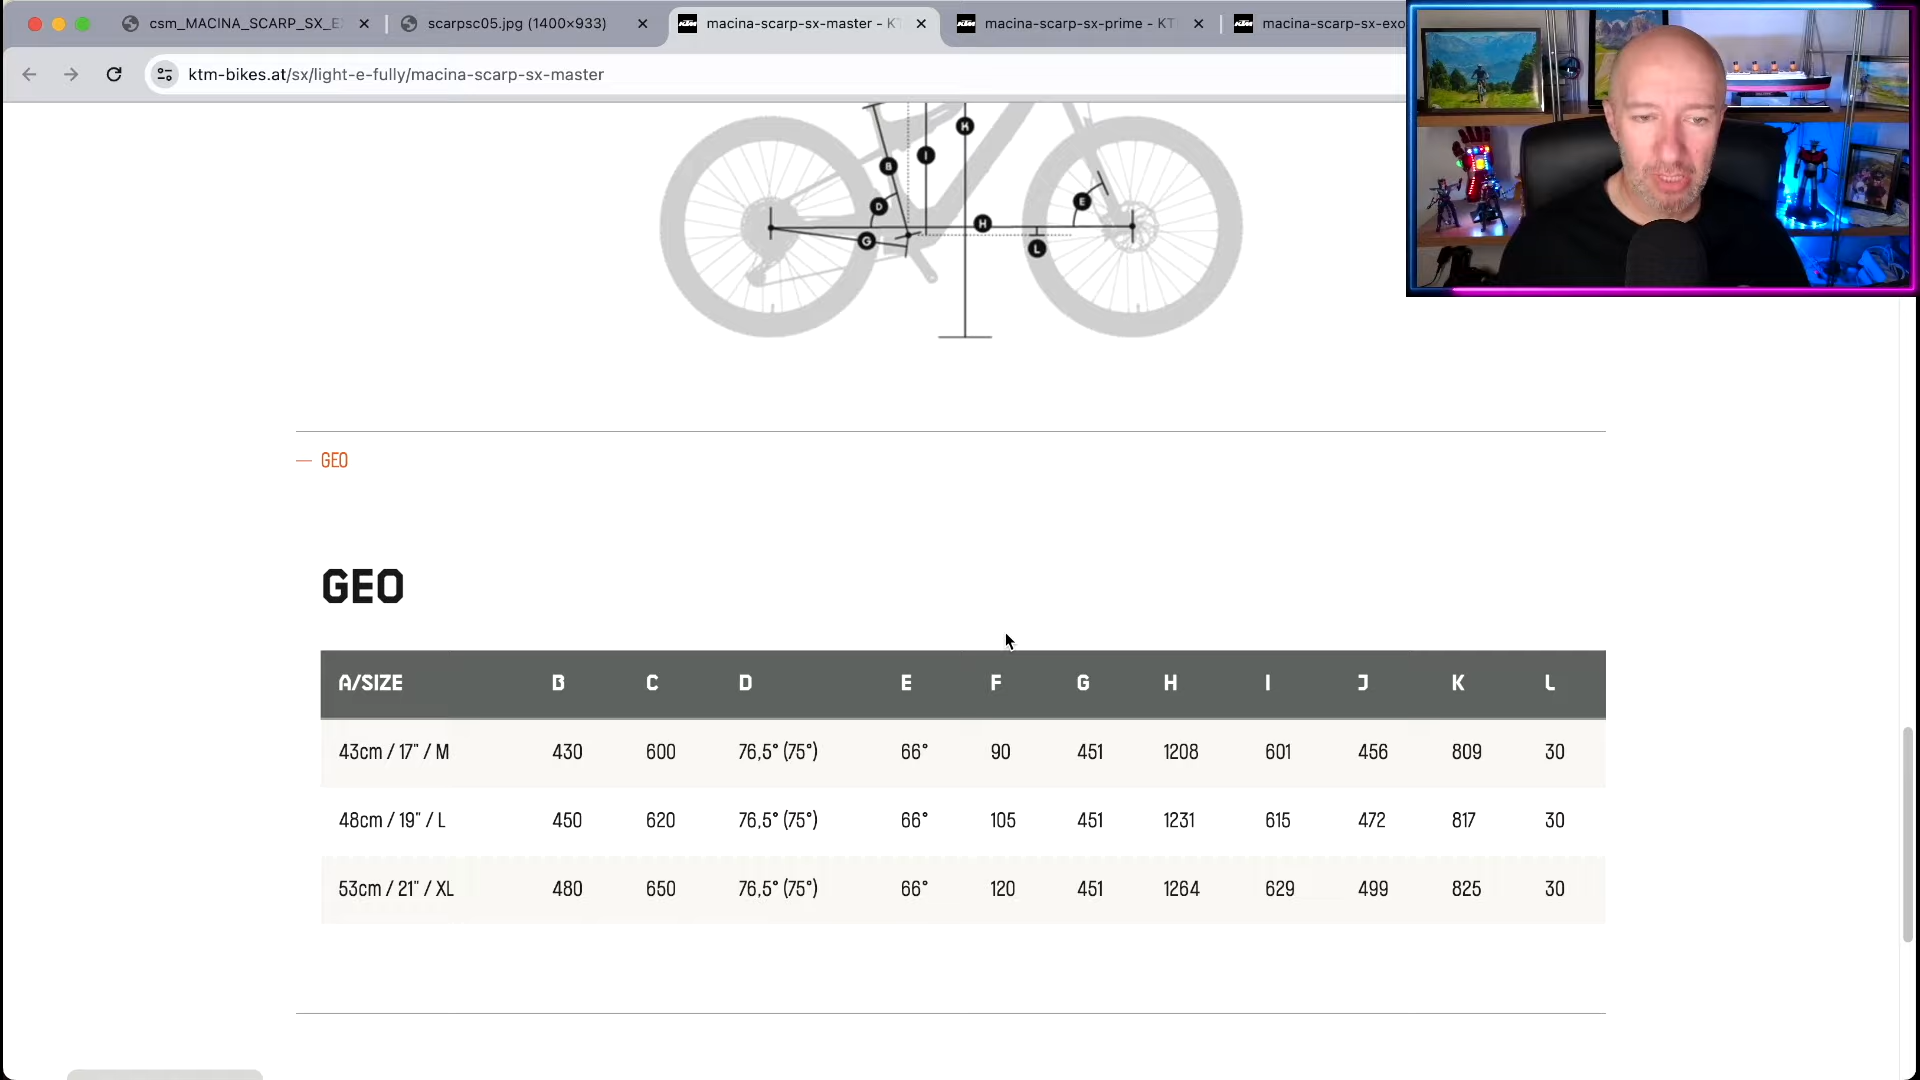 csm_MACINA_SCARP_SX_E
scarpsc05.jpg (1400×933)
macina-scarp-sx-master - KT
macina-scarp-sx-prime - KT
macina-scarp-sx-exo
ktm-bikes.at/sx/light-e-fully/macina-scarp-sx-master
K
I
B
D
E
H
G
L
— GEO
GEO
A/SIZE B C D E F G H I J K L
43cm / 17" / M 430 600 76,5° (75°) 66° 90 451 1208 601 456 809 30
48cm / 19" / L 450 620 76,5° (75°) 66° 105 451 1231 615 472 817 30
53cm / 21" / XL 480 650 76,5° (75°) 66° 120 451 1264 629 499 825 30